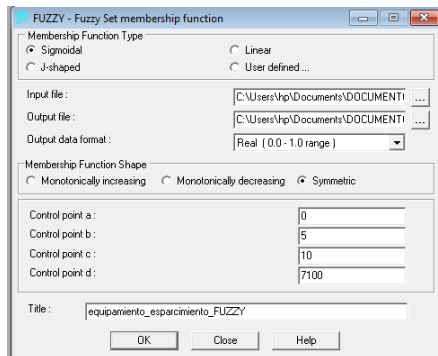 FUZZY - Fuzzy Set membership function
Membership Function Type
Sigmoidal Linear
J-shaped User defined ...
Input file : C:\Users\hp\Documents\DOCUMENT( ...
Output file : C:\Users\hp\Documents\DOCUMENT( ...
Output data format : Real ( 0.0 - 1.0 range )
Membership Function Shape
Monotonically increasing Monotonically decreasing Symmetric
Control point a : 0
Control point b : 5
Control point c : 10
Control point d : 7100
Title : equipamiento_esparcimiento_FUZZY
OK Close Help